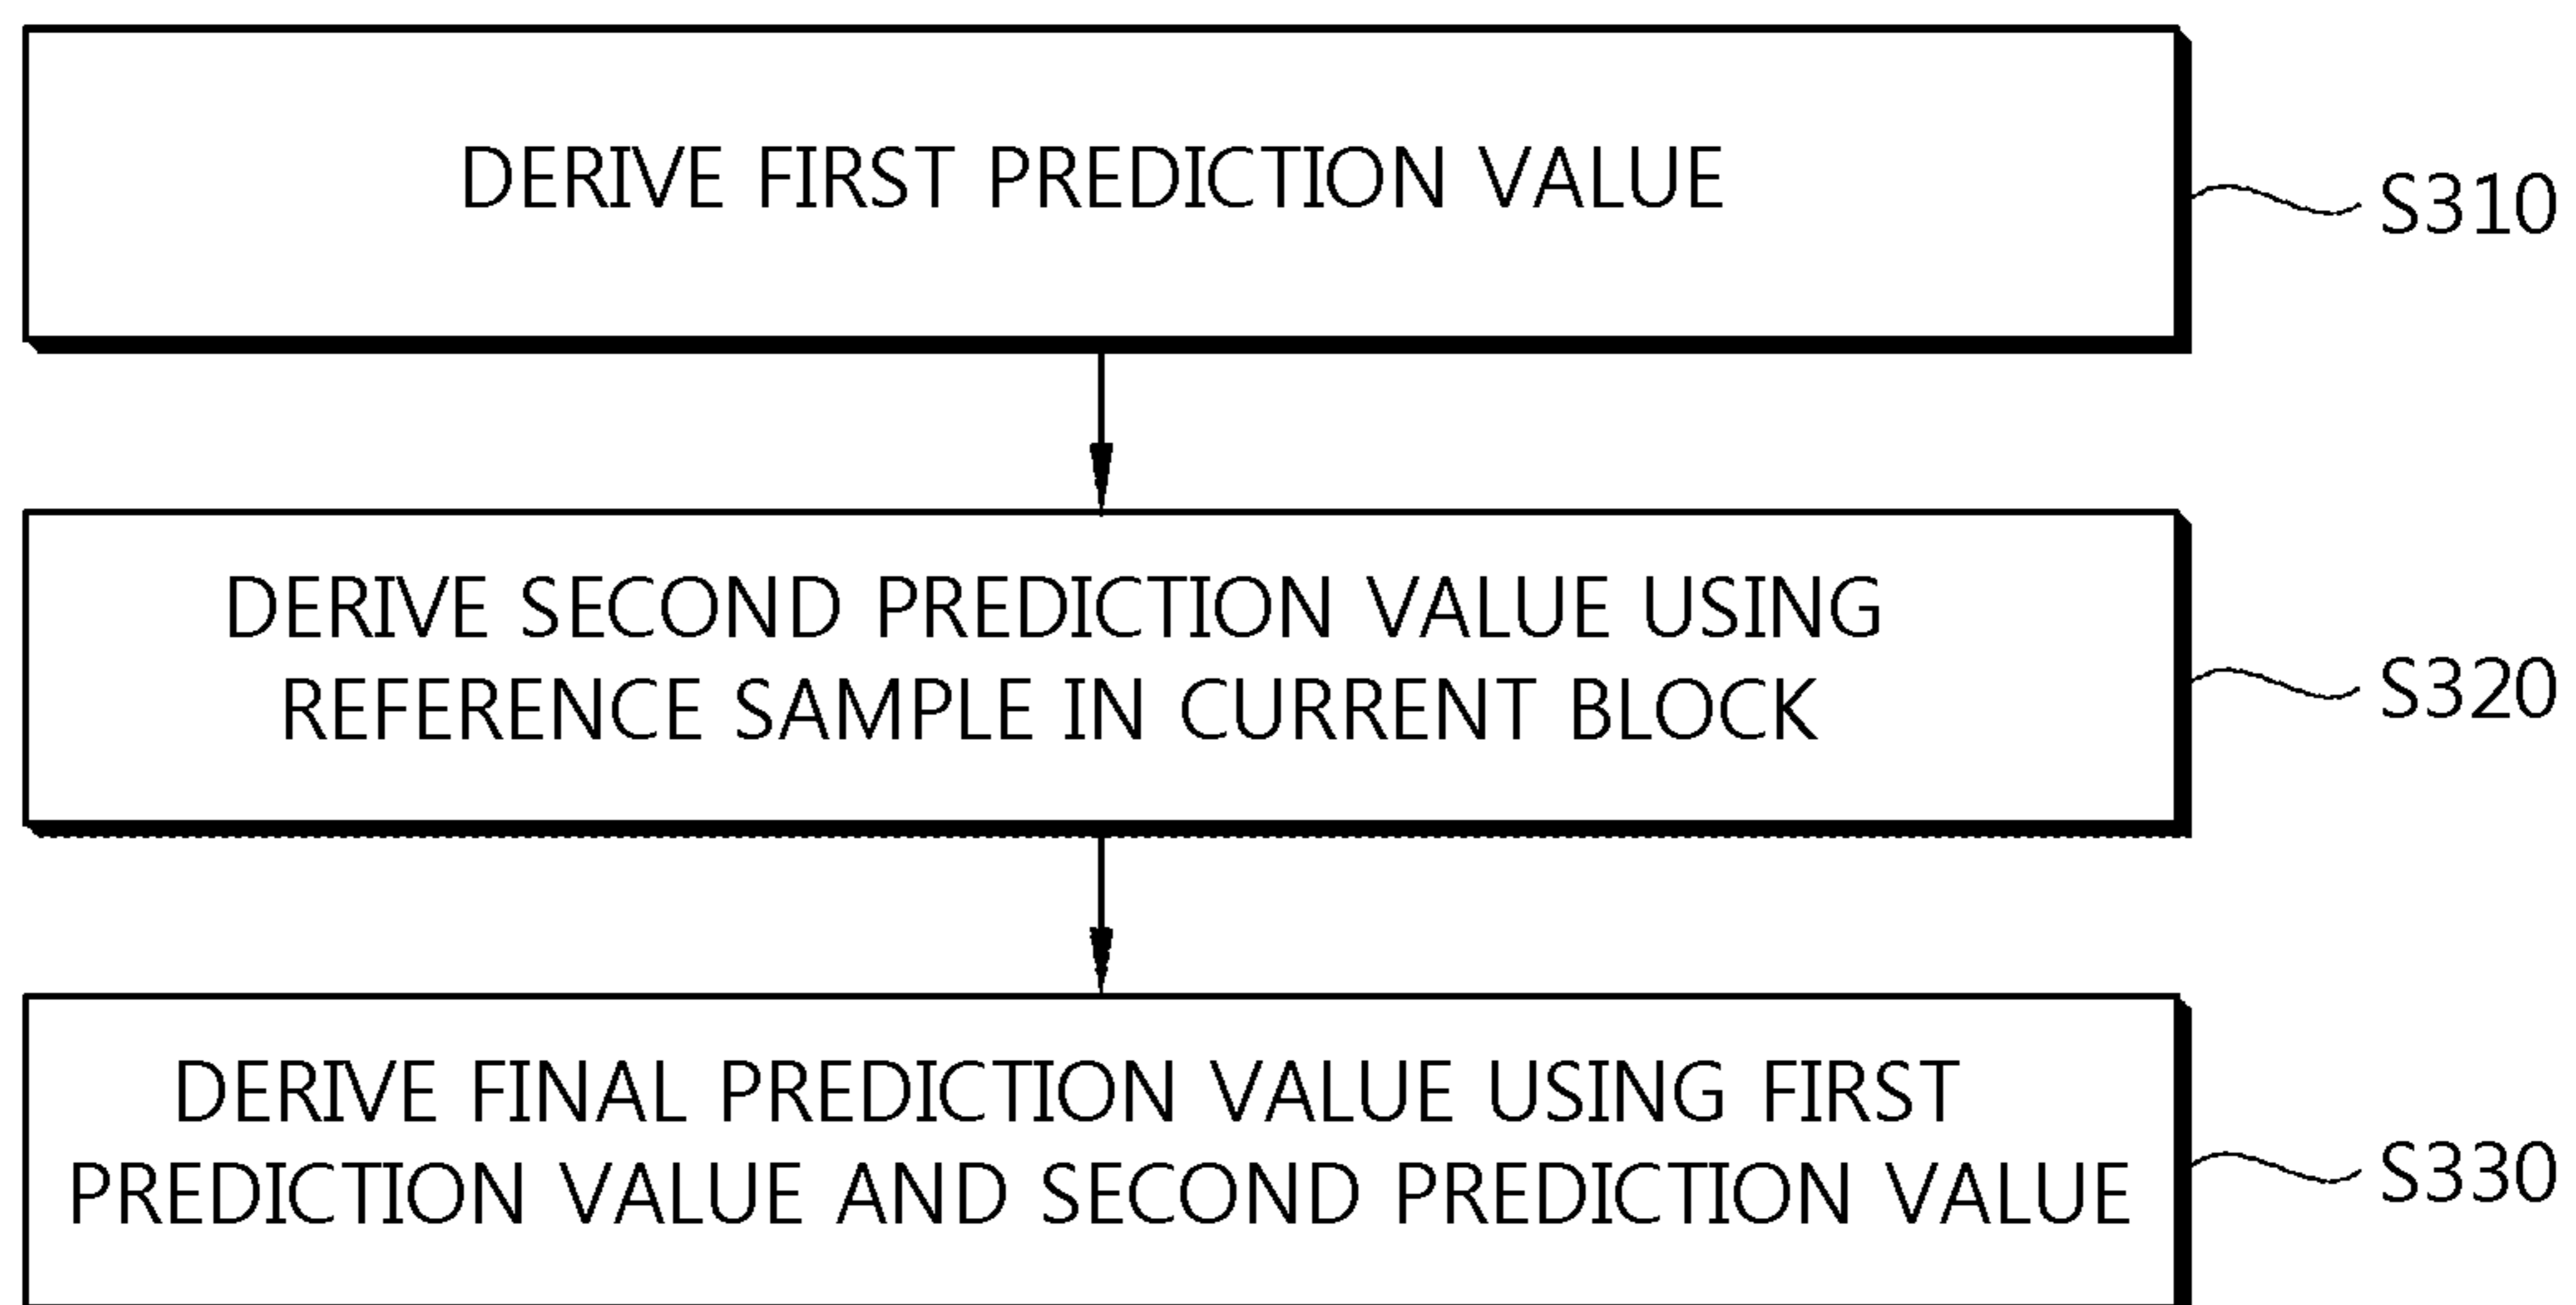 DERIVE FIRST PREDICTION VALUE
S310
DERIVE SECOND PREDICTION VALUE USING
REFERENCE SAMPLE IN CURRENT BLOCK
S320
DERIVE FINAL PREDICTION VALUE USING FIRST
PREDICTION VALUE AND SECOND PREDICTION VALUE
S330